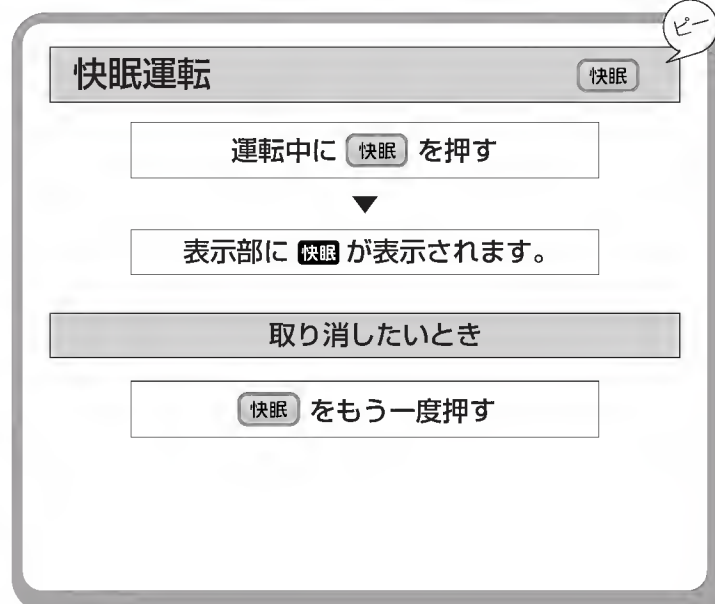 ピー
快眠運転 快眠
運転中に 快眠 を押す
▼
表示部に 快眠 が表示されます。
取り消したいとき
快眠 をもう一度押す